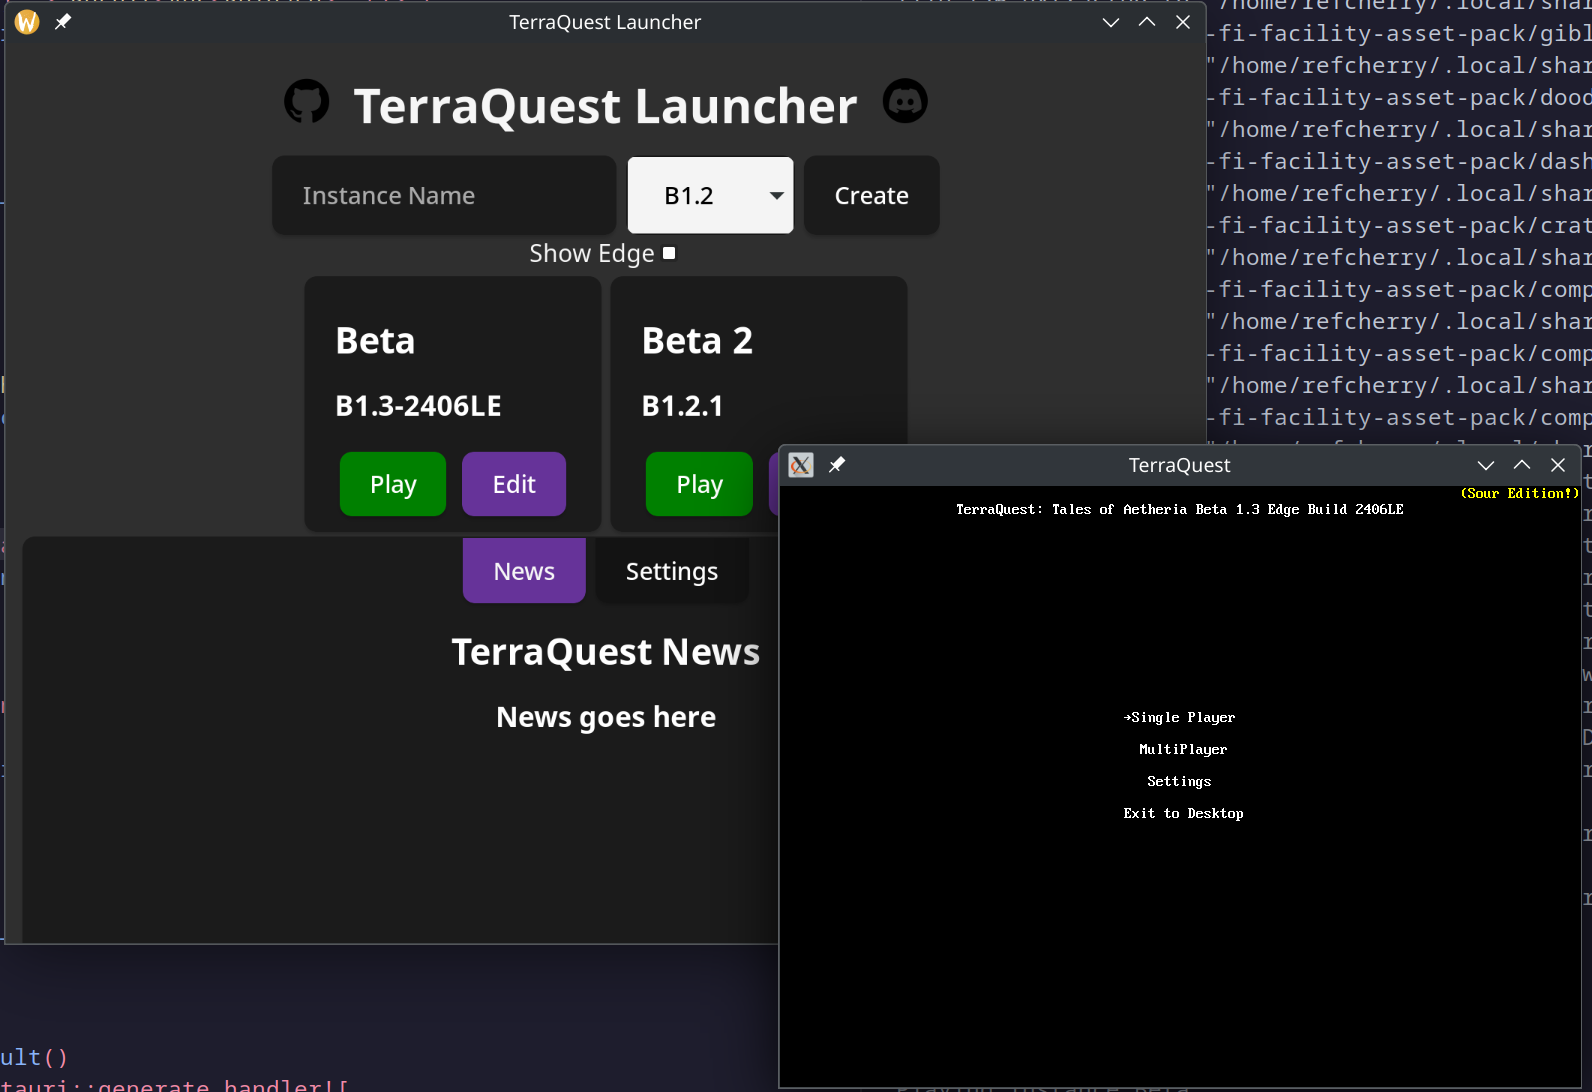 TerraQuest Launcher
TerraQuest Launcher
Instance Name
B1.2
Create
Show Edge
Beta
B1.3-2406LE
Play
Edit
Beta 2
B1.2.1
Play
News
Settings
TerraQuest News
News goes here
TerraQuest
(Sour Edition!)
TerraQuest: Tales of Aetheria Beta 1.3 Edge Build 2406LE
→Single Player
MultiPlayer
Settings
Exit to Desktop
"/home/refcherry/.local/shar
-fi-facility-asset-pack/gibl
"/home/refcherry/.local/shar
-fi-facility-asset-pack/dood
"/home/refcherry/.local/shar
-fi-facility-asset-pack/dash
"/home/refcherry/.local/shar
-fi-facility-asset-pack/crat
"/home/refcherry/.local/shar
-fi-facility-asset-pack/comp
"/home/refcherry/.local/shar
-fi-facility-asset-pack/comp
"/home/refcherry/.local/shar
-fi-facility-asset-pack/comp
ult()
tauri::generate_handler![